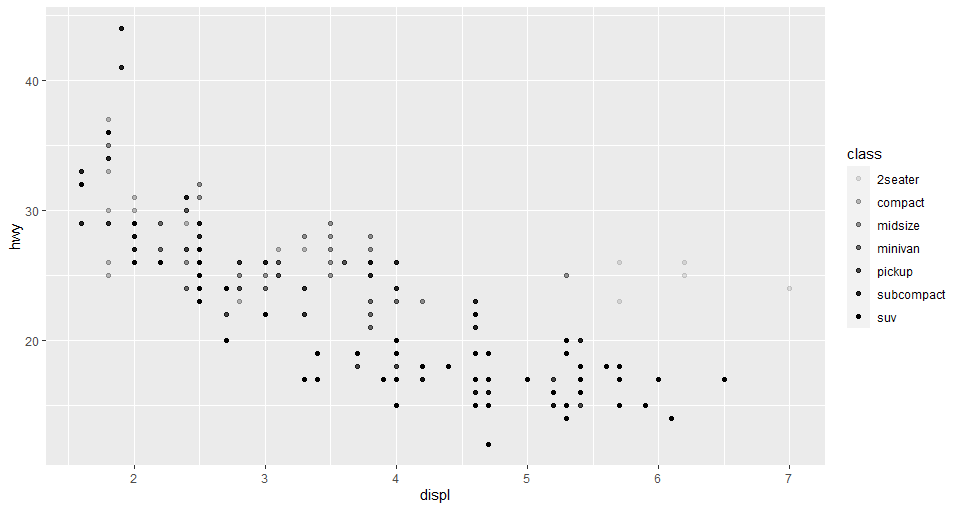 40
30
20
hwy
2
3
4
5
6
7
displ
class
2seater
compact
midsize
minivan
pickup
subcompact
suv